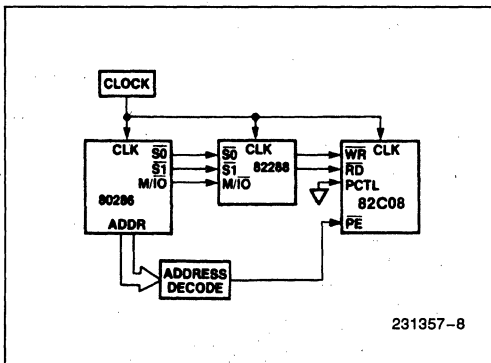 CLOCK
CLK
S0
S1
M/IO
80286
ADDR
S0
S1
M/IO
82288
WR
CLK
RD
PCTL
82C08
PE
ADDRESS
DECODE
231357-8